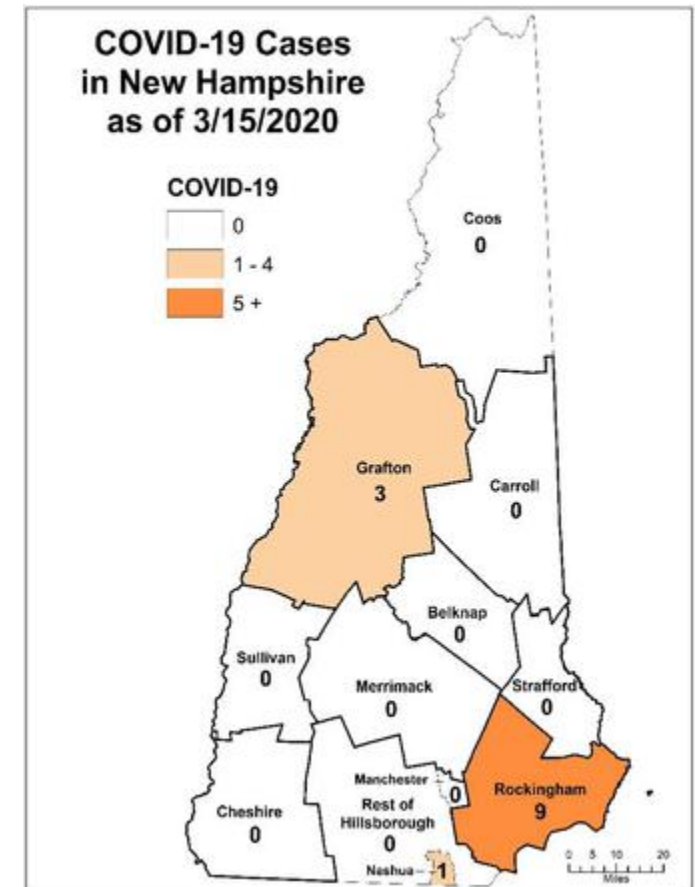 COVID-19 Cases
in New Hampshire
as of 3/15/2020
COVID-19
0
1 - 4
5 +
Coos
0
Grafton
3
Carroll
0
Belknap
0
Sullivan
0
Strafford
0
Merrimack
0
Manchester
0
Rockingham
9
Rest of
Hillsborough
0
Cheshire
0
Nashua
1
0 5 10 20
Miles